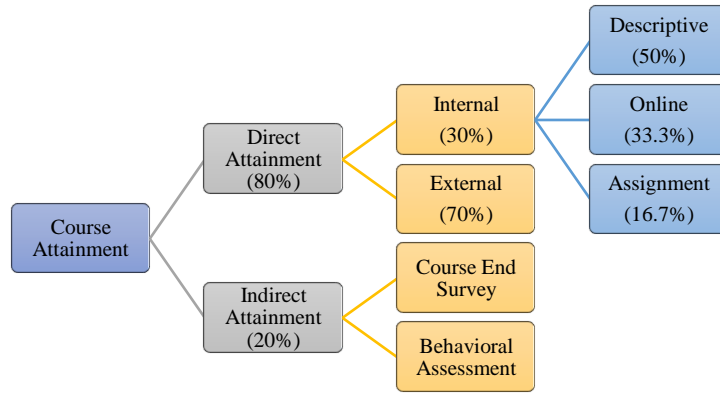 Course
Attainment
Direct
Attainment
(80%)
Indirect
Attainment
(20%)
Internal
(30%)
External
(70%)
Course End
Survey
Behavioral
Assessment
Descriptive
(50%)
Online
(33.3%)
Assignment
(16.7%)